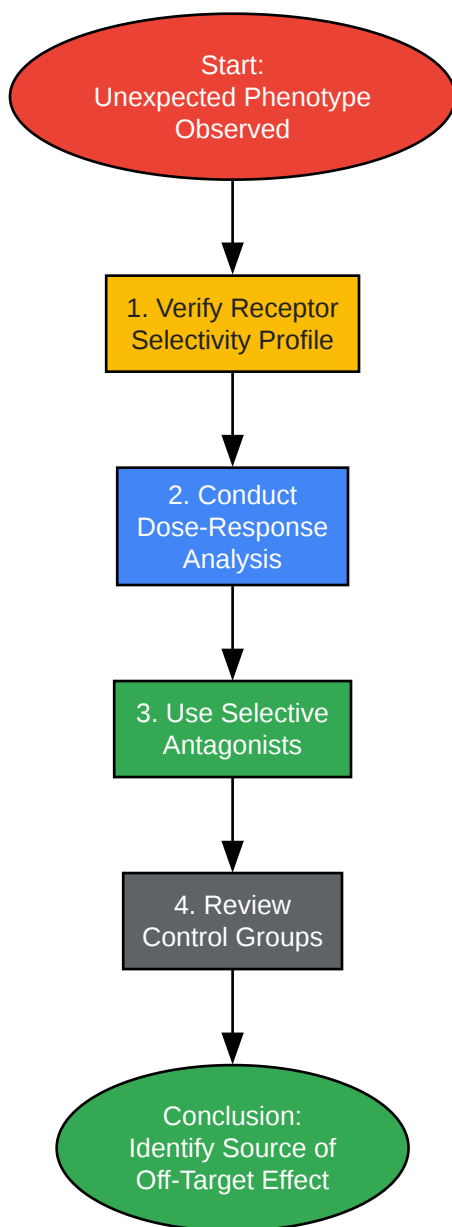 Start:
Unexpected Phenotype
Observed
1. Verify Receptor
Selectivity Profile
2. Conduct
Dose-Response
Analysis
3. Use Selective
Antagonists
4. Review
Control Groups
Conclusion:
Identify Source of
Off-Target Effect